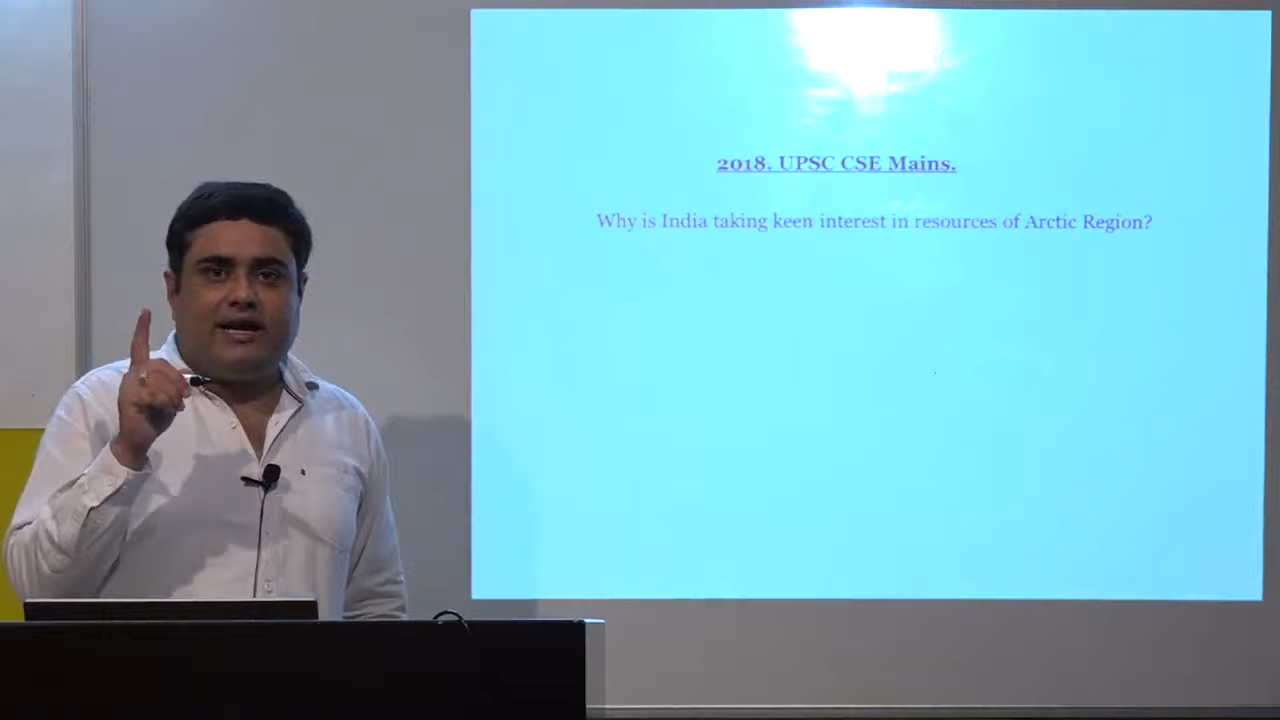 2018. UPSC CSE Mains.
Why is India taking keen interest in resources of Arctic Region?